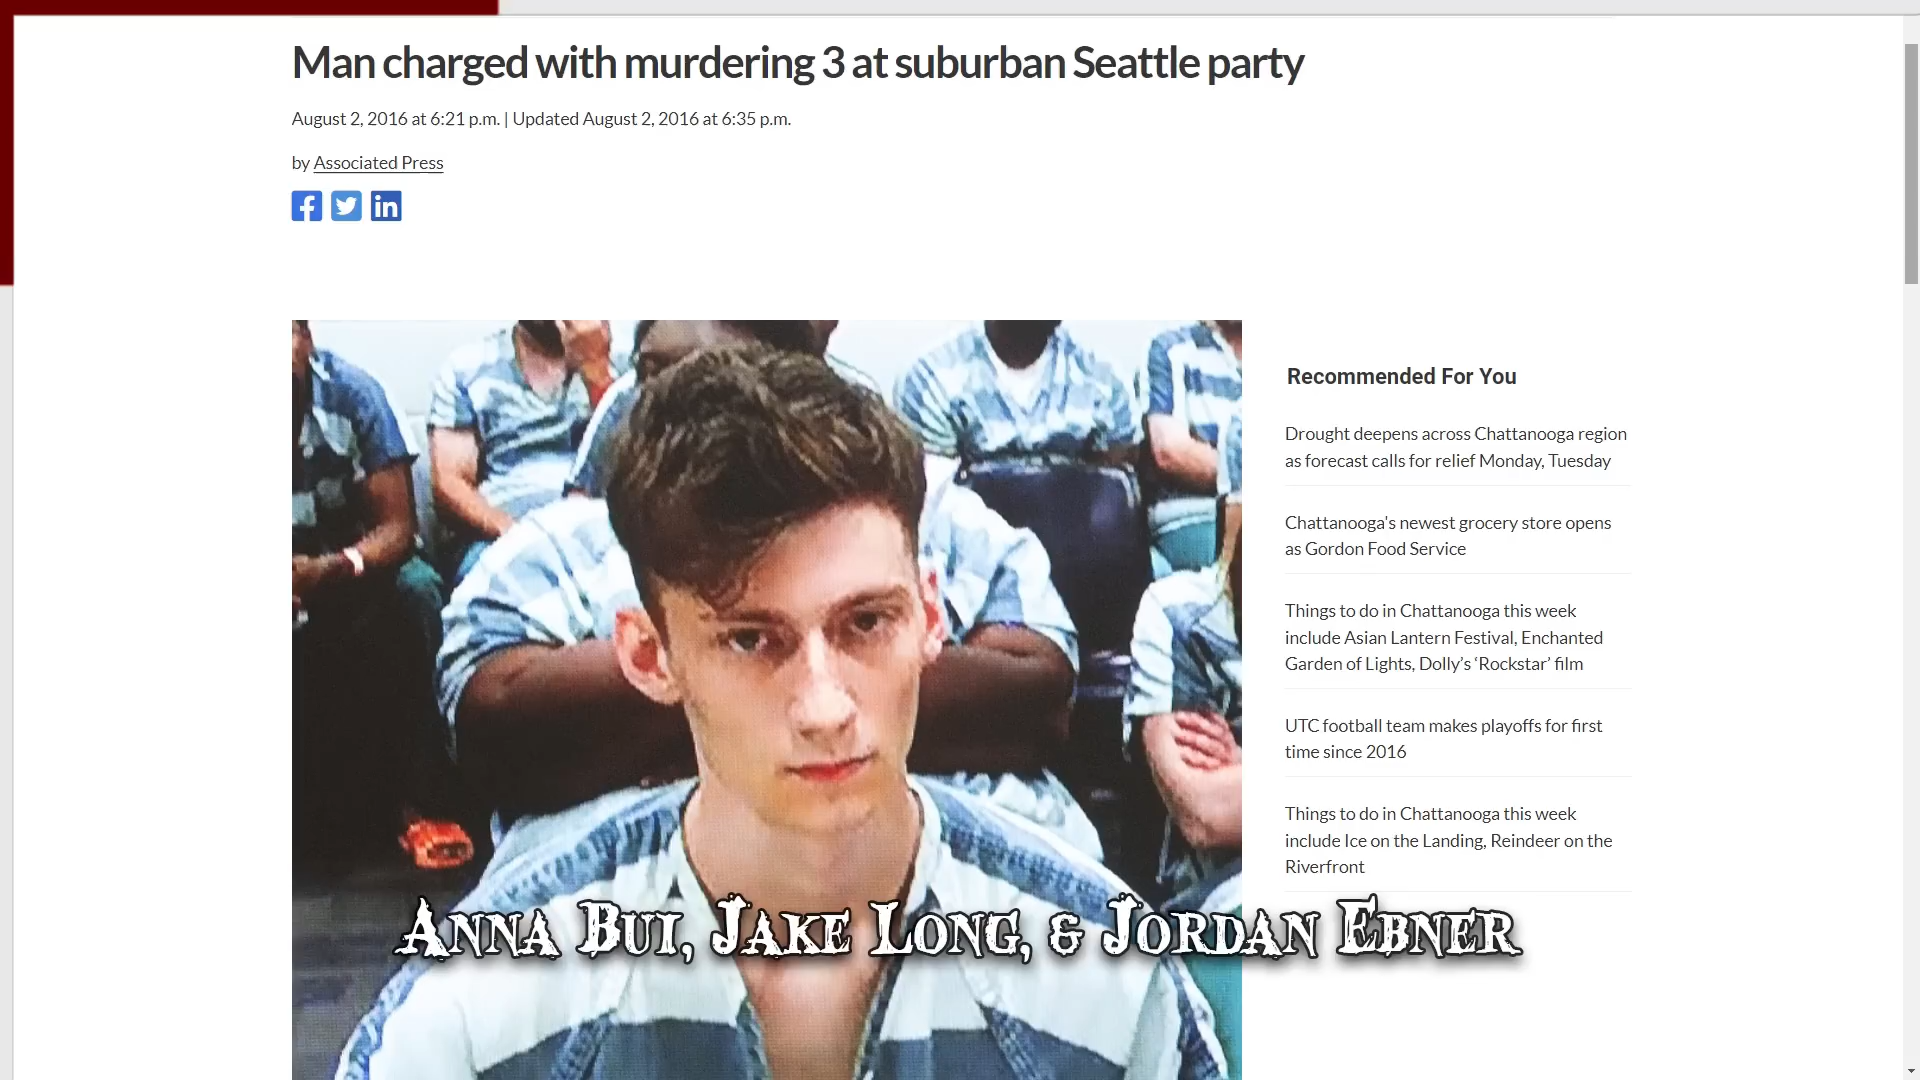 Man charged with murdering 3 at suburban Seattle party
August 2, 2016 at 6:21 p.m. | Updated August 2, 2016 at 6:35 p.m.
by Associated Press
Recommended For You
Drought deepens across Chattanooga region
as forecast calls for relief Monday, Tuesday
Chattanooga's newest grocery store opens
as Gordon Food Service
Things to do in Chattanooga this week
include Asian Lantern Festival, Enchanted
Garden of Lights, Dolly’s ‘Rockstar’ film
UTC football team makes playoffs for first
time since 2016
Things to do in Chattanooga this week
include Ice on the Landing, Reindeer on the
Riverfront
Anna Bui, Jake Long, & Jordan Ebner